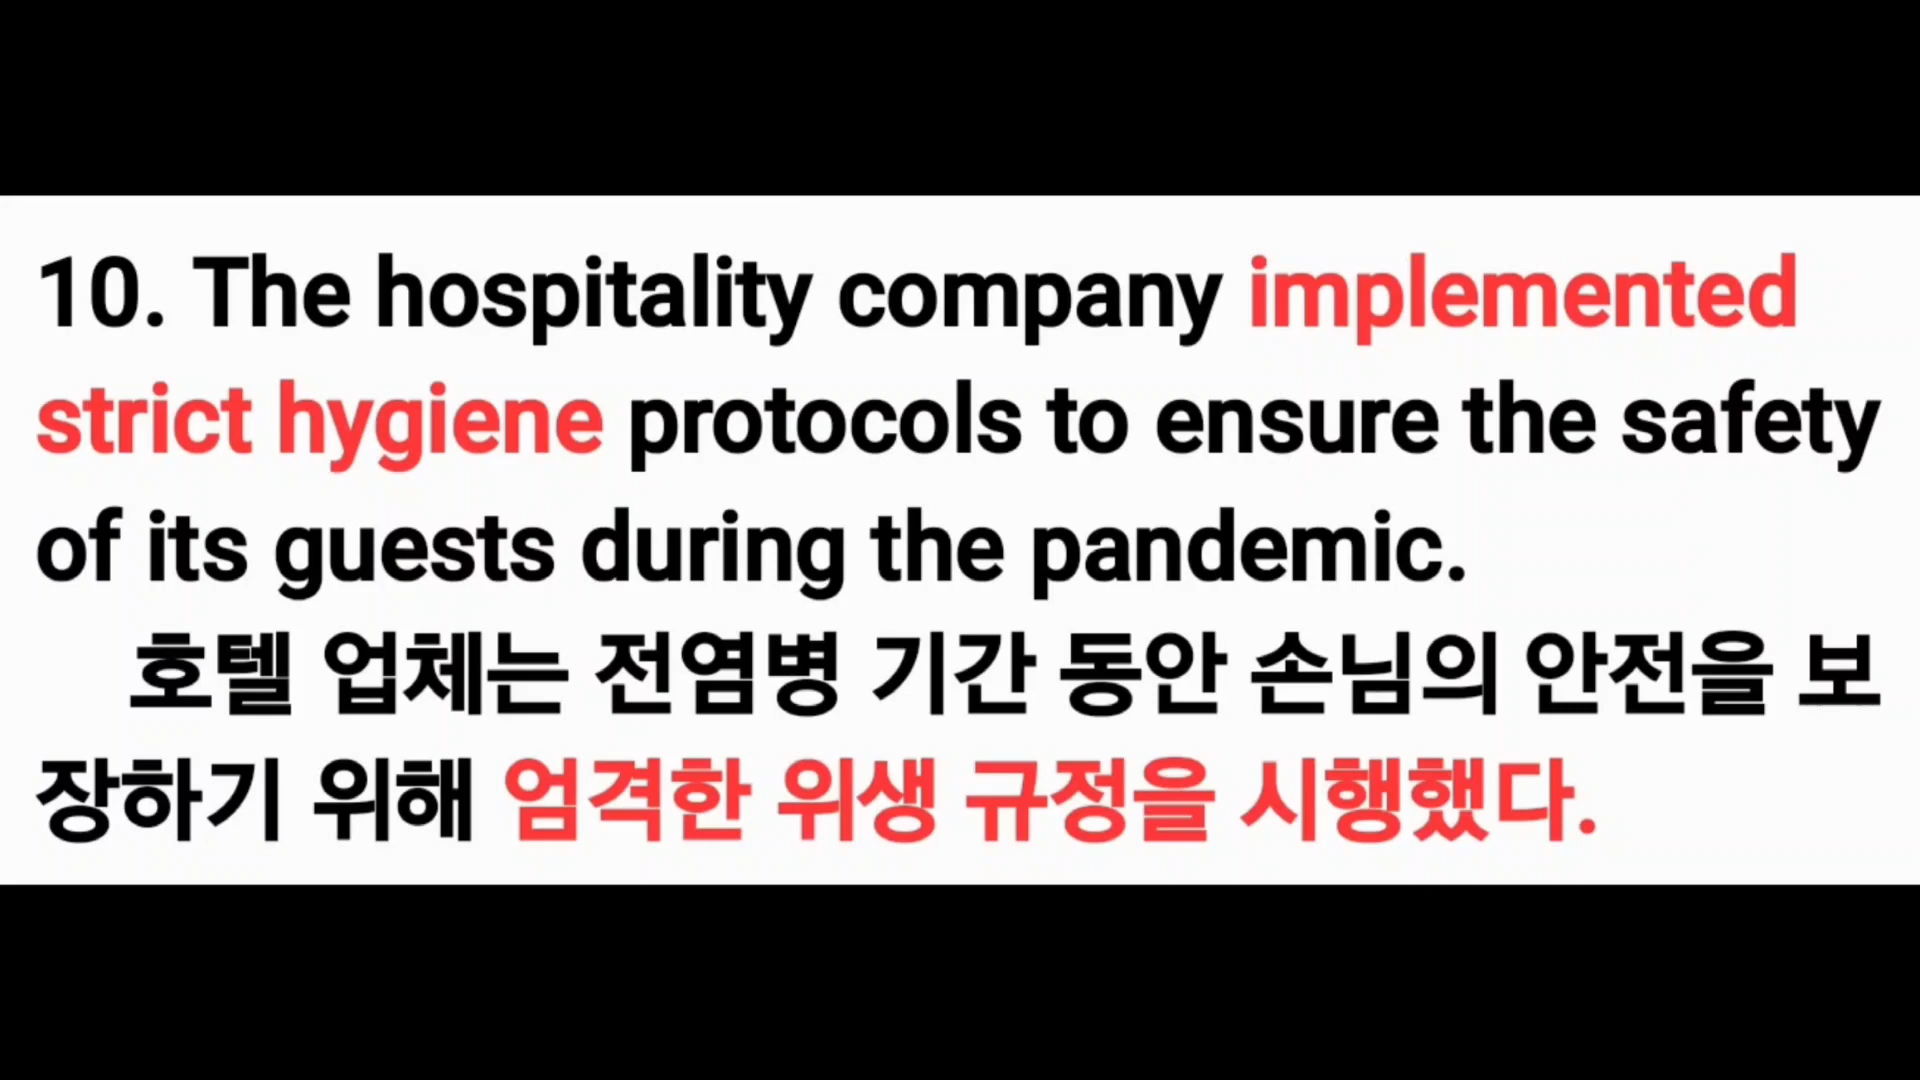 10. The hospitality company implemented
strict hygiene protocols to ensure the safety
of its guests during the pandemic.
호텔 업체는 전염병 기간 동안 손님의 안전을 보
장하기 위해 엄격한 위생 규정을 시행했다.